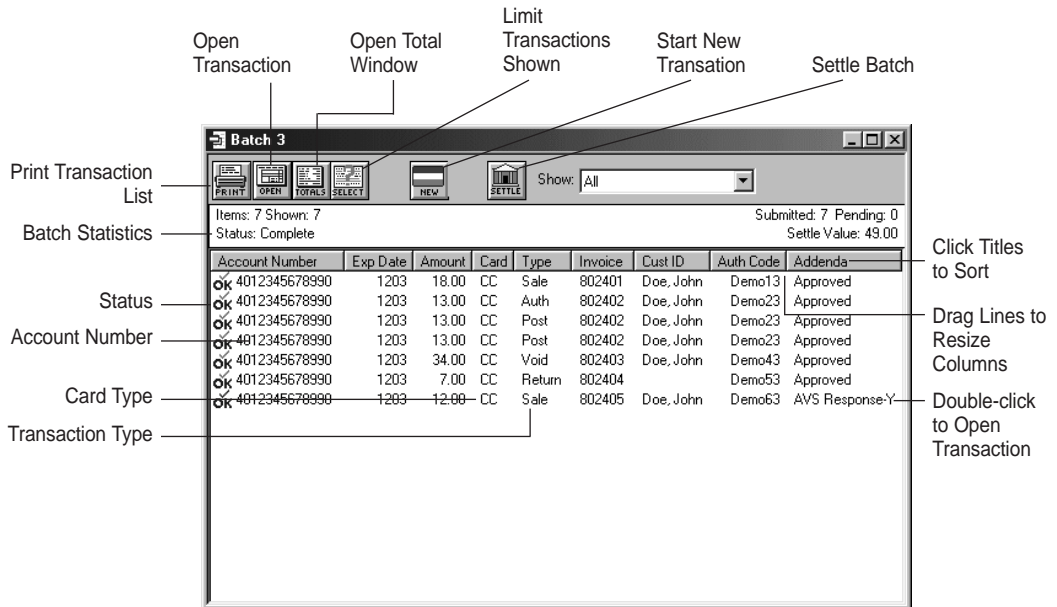 Open
Transaction
Open Total
Window
Limit
Transactions
Shown
Start New
Transation
Settle Batch
Batch 3
Print Transaction
List
PRINT OPEN TOTALS SELECT NEW SETTLE Show: All
Items: 7 Shown: 7 Submitted: 7 Pending: 0
Batch Statistics
Status: Complete Settle Value: 49.00
Account Number Exp Date Amount Card Type Invoice Cust ID Auth Code Addenda
Click Titles
to Sort
OK 4012345678990 1203 18.00 CC Sale 802401 Doe, John Demo13 Approved
Status
OK 4012345678990 1203 13.00 CC Auth 802402 Doe, John Demo23 Approved
OK 4012345678990 1203 13.00 CC Post 802402 Doe, John Demo23 Approved
Account Number
OK 4012345678990 1203 13.00 CC Post 802402 Doe, John Demo23 Approved
Drag Lines to
Resize
Columns
OK 4012345678990 1203 34.00 CC Void 802403 Doe, John Demo43 Approved
OK 4012345678990 1203 7.00 CC Return 802404 Demo53 Approved
Card Type
OK 4012345678990 1203 12.00 CC Sale 802405 Doe, John Demo63 AVS Response-Y
Double-click
to Open
Transaction
Transaction Type